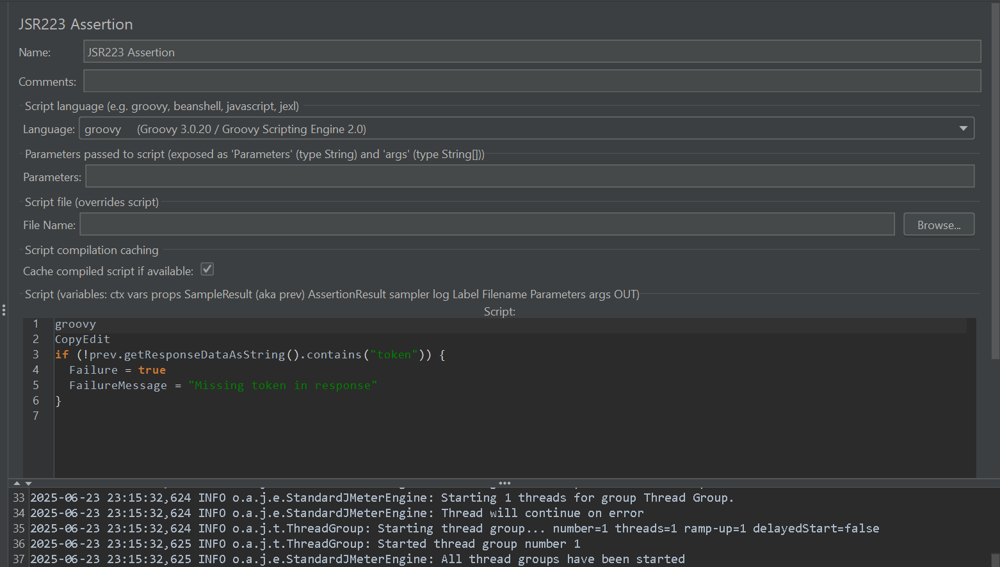 JSR223 Assertion
Name: JSR223 Assertion
Comments:
Script language (e.g. groovy, beanshell, javascript, jexl)
Language: groovy (Groovy 3.0.20 / Groovy Scripting Engine 2.0)
Parameters passed to script (exposed as 'Parameters' (type String) and 'args' (type String[]))
Parameters:
Script file (overrides script)
File Name: Browse...
Script compilation caching
Cache compiled script if available:
Script (variables: ctx vars props SampleResult (aka prev) AssertionResult sampler log Label Filename Parameters args OUT)
Script:
1 groovy
2 CopyEdit
3 if (!prev.getResponseDataAsString().contains("token")) {
4 Failure = true
5 FailureMessage = "Missing token in response"
6 }
7
33 2025-06-23 23:15:32,624 INFO o.a.j.e.StandardJMeterEngine: Starting 1 threads for group Thread Group.
34 2025-06-23 23:15:32,624 INFO o.a.j.e.StandardJMeterEngine: Thread will continue on error
35 2025-06-23 23:15:32,624 INFO o.a.j.t.ThreadGroup: Starting thread group... number=1 threads=1 ramp-up=1 delayedStart=false
36 2025-06-23 23:15:32,625 INFO o.a.j.t.ThreadGroup: Started thread group number 1
37 2025-06-23 23:15:32,625 INFO o.a.j.e.StandardJMeterEngine: All thread groups have been started